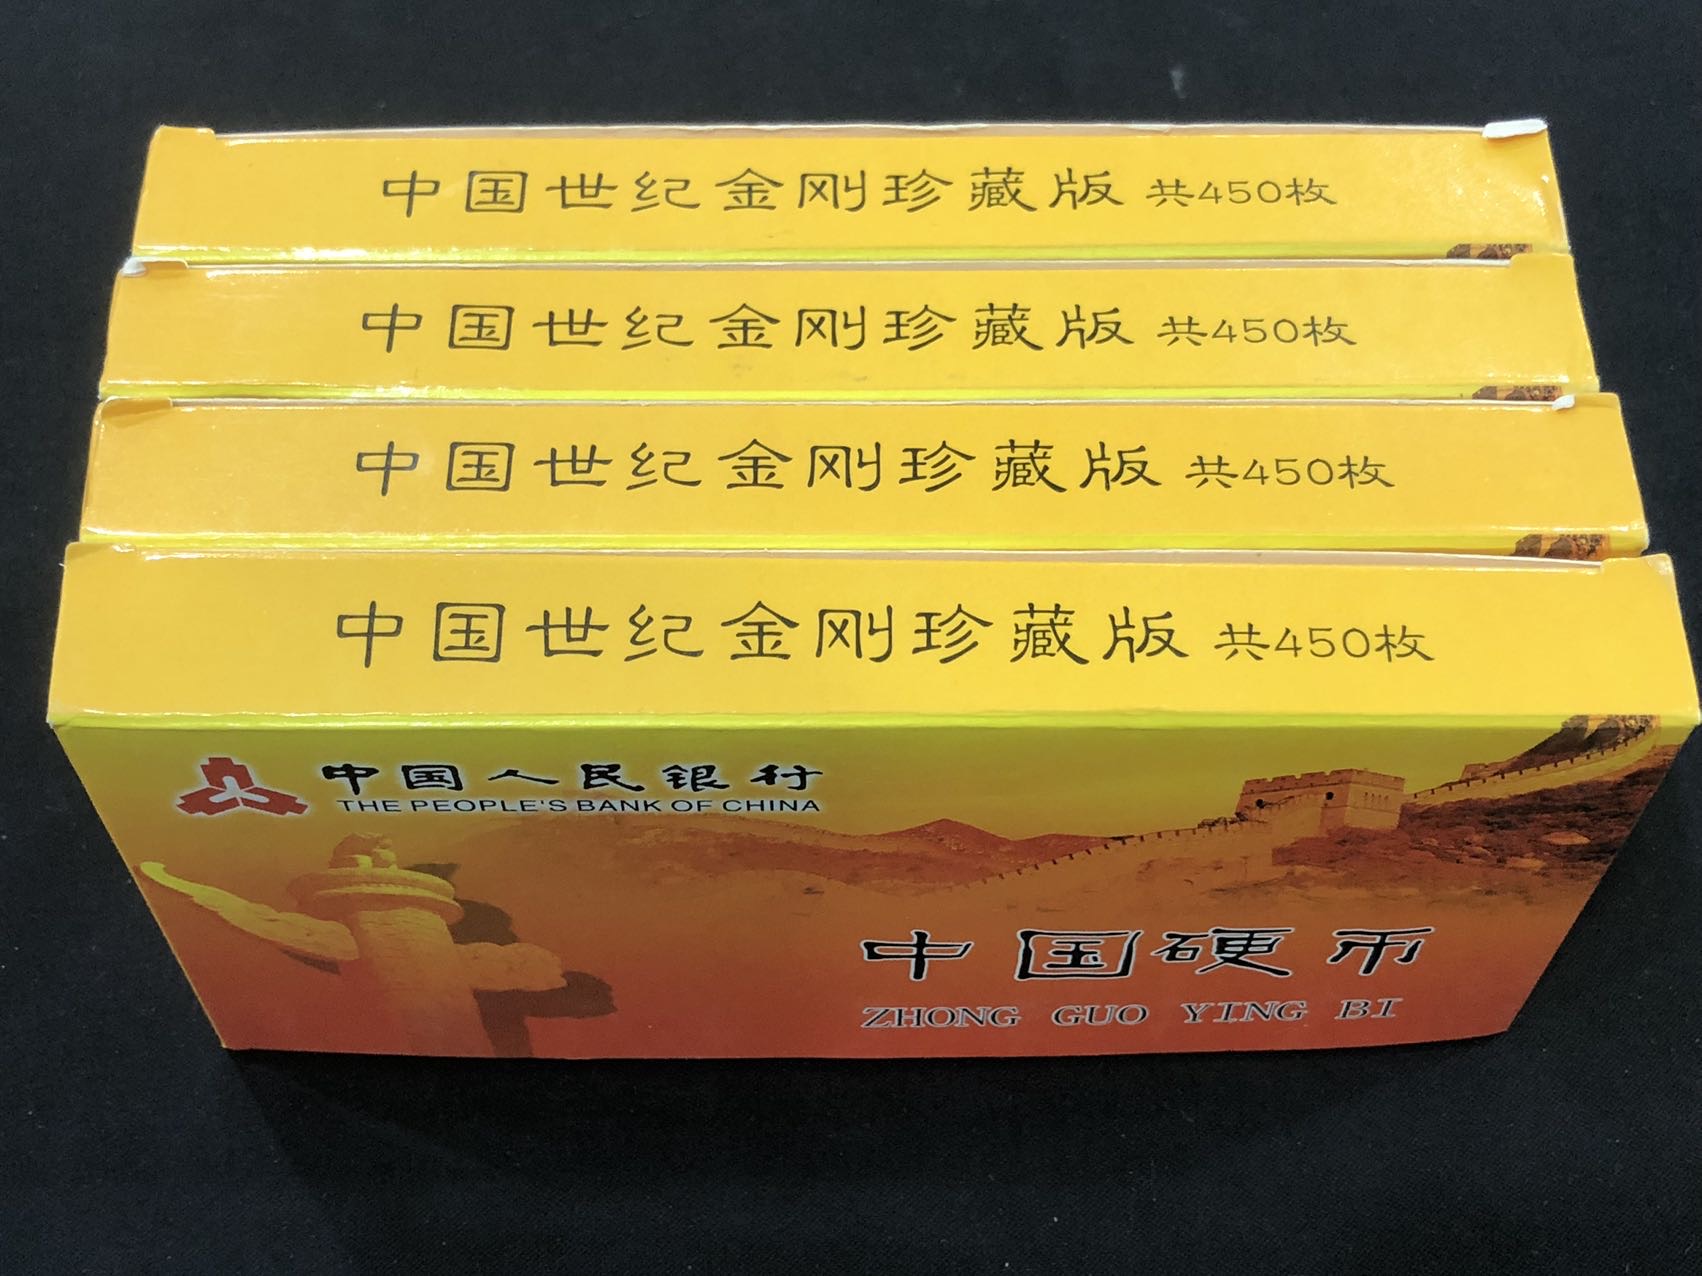 中国世纪金刚珍藏版 共450枚
中国世纪金刚珍藏版 共450枚
中国世纪金刚珍藏版 共450枚
中国世纪金刚珍藏版 共450枚
中国人民银行
THE PEOPLE'S BANK OF CHINA
中国硬币
ZHONG GUO YING BI